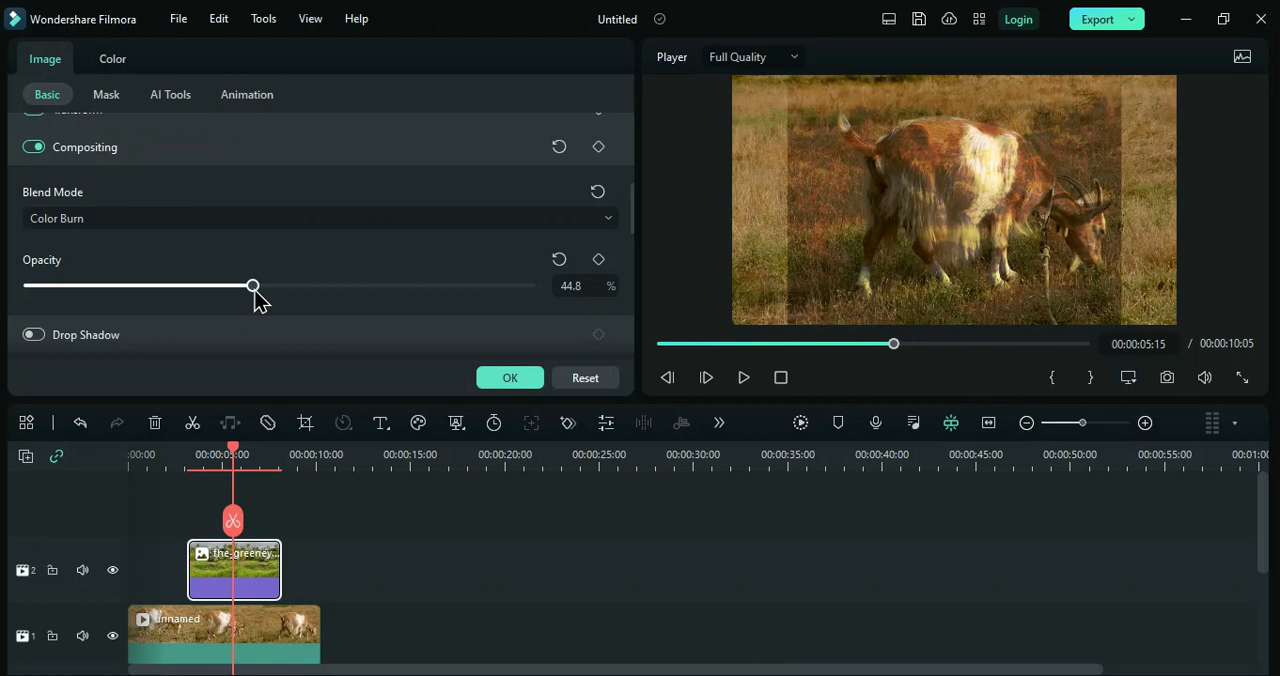 Wondershare Filmora
File
Edit
Tools
View
Help
Untitled
Login
Export
Image
Color
Player
Full Quality
Basic
Mask
AI Tools
Animation
Transform
Compositing
Blend Mode
Color Burn
Opacity
44.8 %
Drop Shadow
OK
Reset
00:00:05:15 / 00:00:10:05
:00:00
00:00:05:00
00:00:10:00
00:00:15:00
00:00:20:00
00:00:25:00
00:00:30:00
00:00:35:00
00:00:40:00
00:00:45:00
00:00:50:00
00:00:55:00
00:01:0
2
the-greeney...
1
unnamed